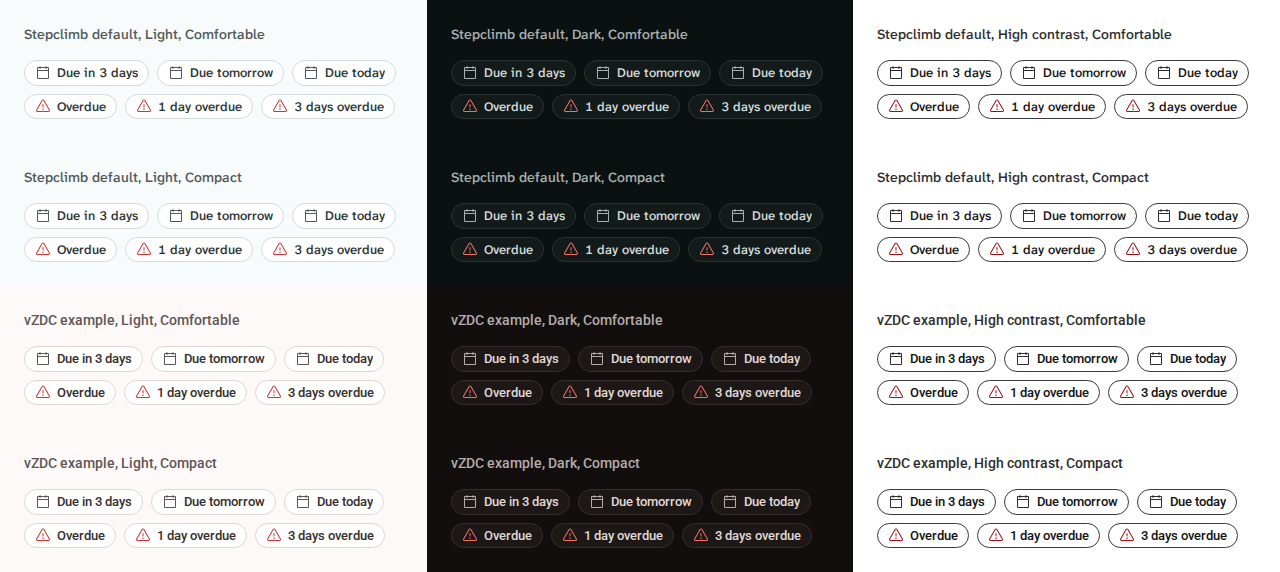 Stepclimb default, Light, Comfortable
Due in 3 days Due tomorrow Due today
Overdue 1 day overdue 3 days overdue
Stepclimb default, Light, Compact
Due in 3 days Due tomorrow Due today
Overdue 1 day overdue 3 days overdue
vZDC example, Light, Comfortable
Due in 3 days Due tomorrow Due today
Overdue 1 day overdue 3 days overdue
vZDC example, Light, Compact
Due in 3 days Due tomorrow Due today
Overdue 1 day overdue 3 days overdue
Stepclimb default, Dark, Comfortable
Due in 3 days Due tomorrow Due today
Overdue 1 day overdue 3 days overdue
Stepclimb default, Dark, Compact
Due in 3 days Due tomorrow Due today
Overdue 1 day overdue 3 days overdue
vZDC example, Dark, Comfortable
Due in 3 days Due tomorrow Due today
Overdue 1 day overdue 3 days overdue
vZDC example, Dark, Compact
Due in 3 days Due tomorrow Due today
Overdue 1 day overdue 3 days overdue
Stepclimb default, High contrast, Comfortable
Due in 3 days Due tomorrow Due today
Overdue 1 day overdue 3 days overdue
Stepclimb default, High contrast, Compact
Due in 3 days Due tomorrow Due today
Overdue 1 day overdue 3 days overdue
vZDC example, High contrast, Comfortable
Due in 3 days Due tomorrow Due today
Overdue 1 day overdue 3 days overdue
vZDC example, High contrast, Compact
Due in 3 days Due tomorrow Due today
Overdue 1 day overdue 3 days overdue